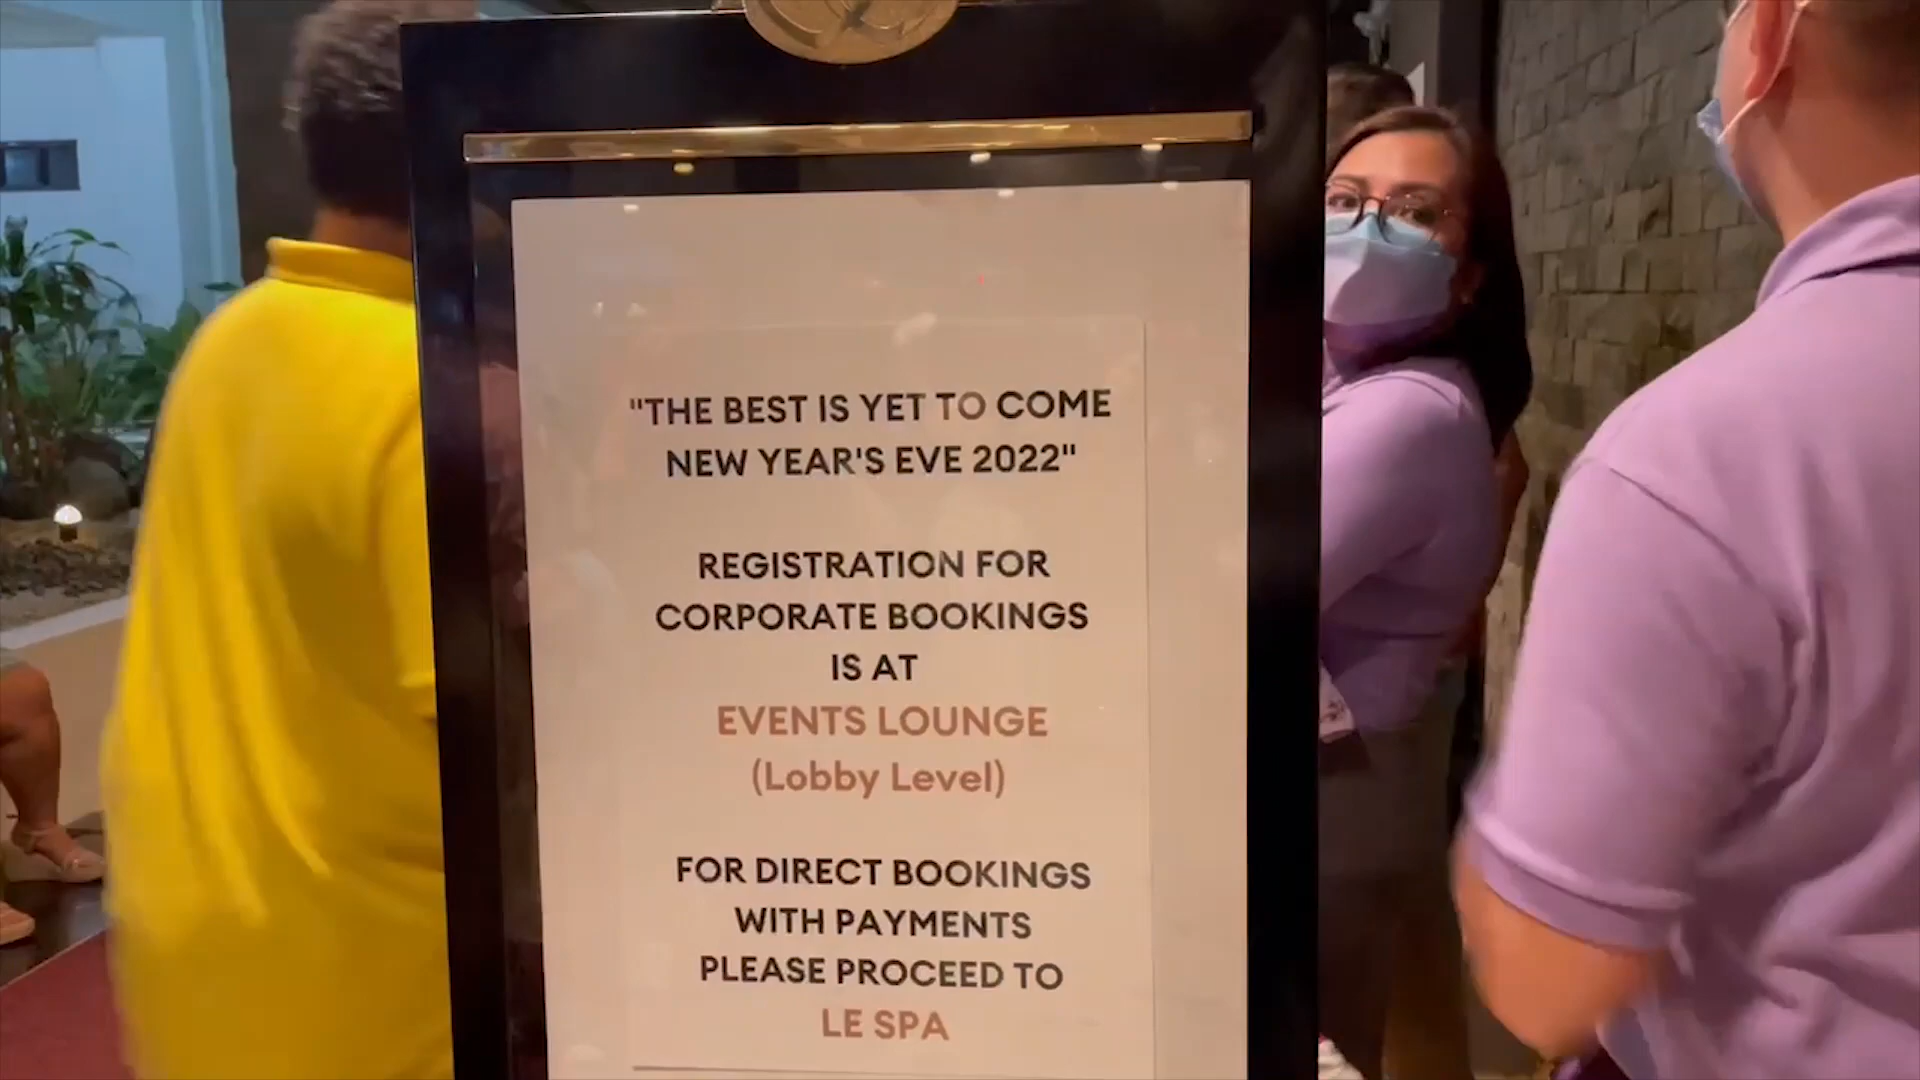 "THE BEST IS YET TO COME
NEW YEAR'S EVE 2022"
REGISTRATION FOR
CORPORATE BOOKINGS
IS AT
EVENTS LOUNGE
(Lobby Level)
FOR DIRECT BOOKINGS
WITH PAYMENTS
PLEASE PROCEED TO
LE SPA